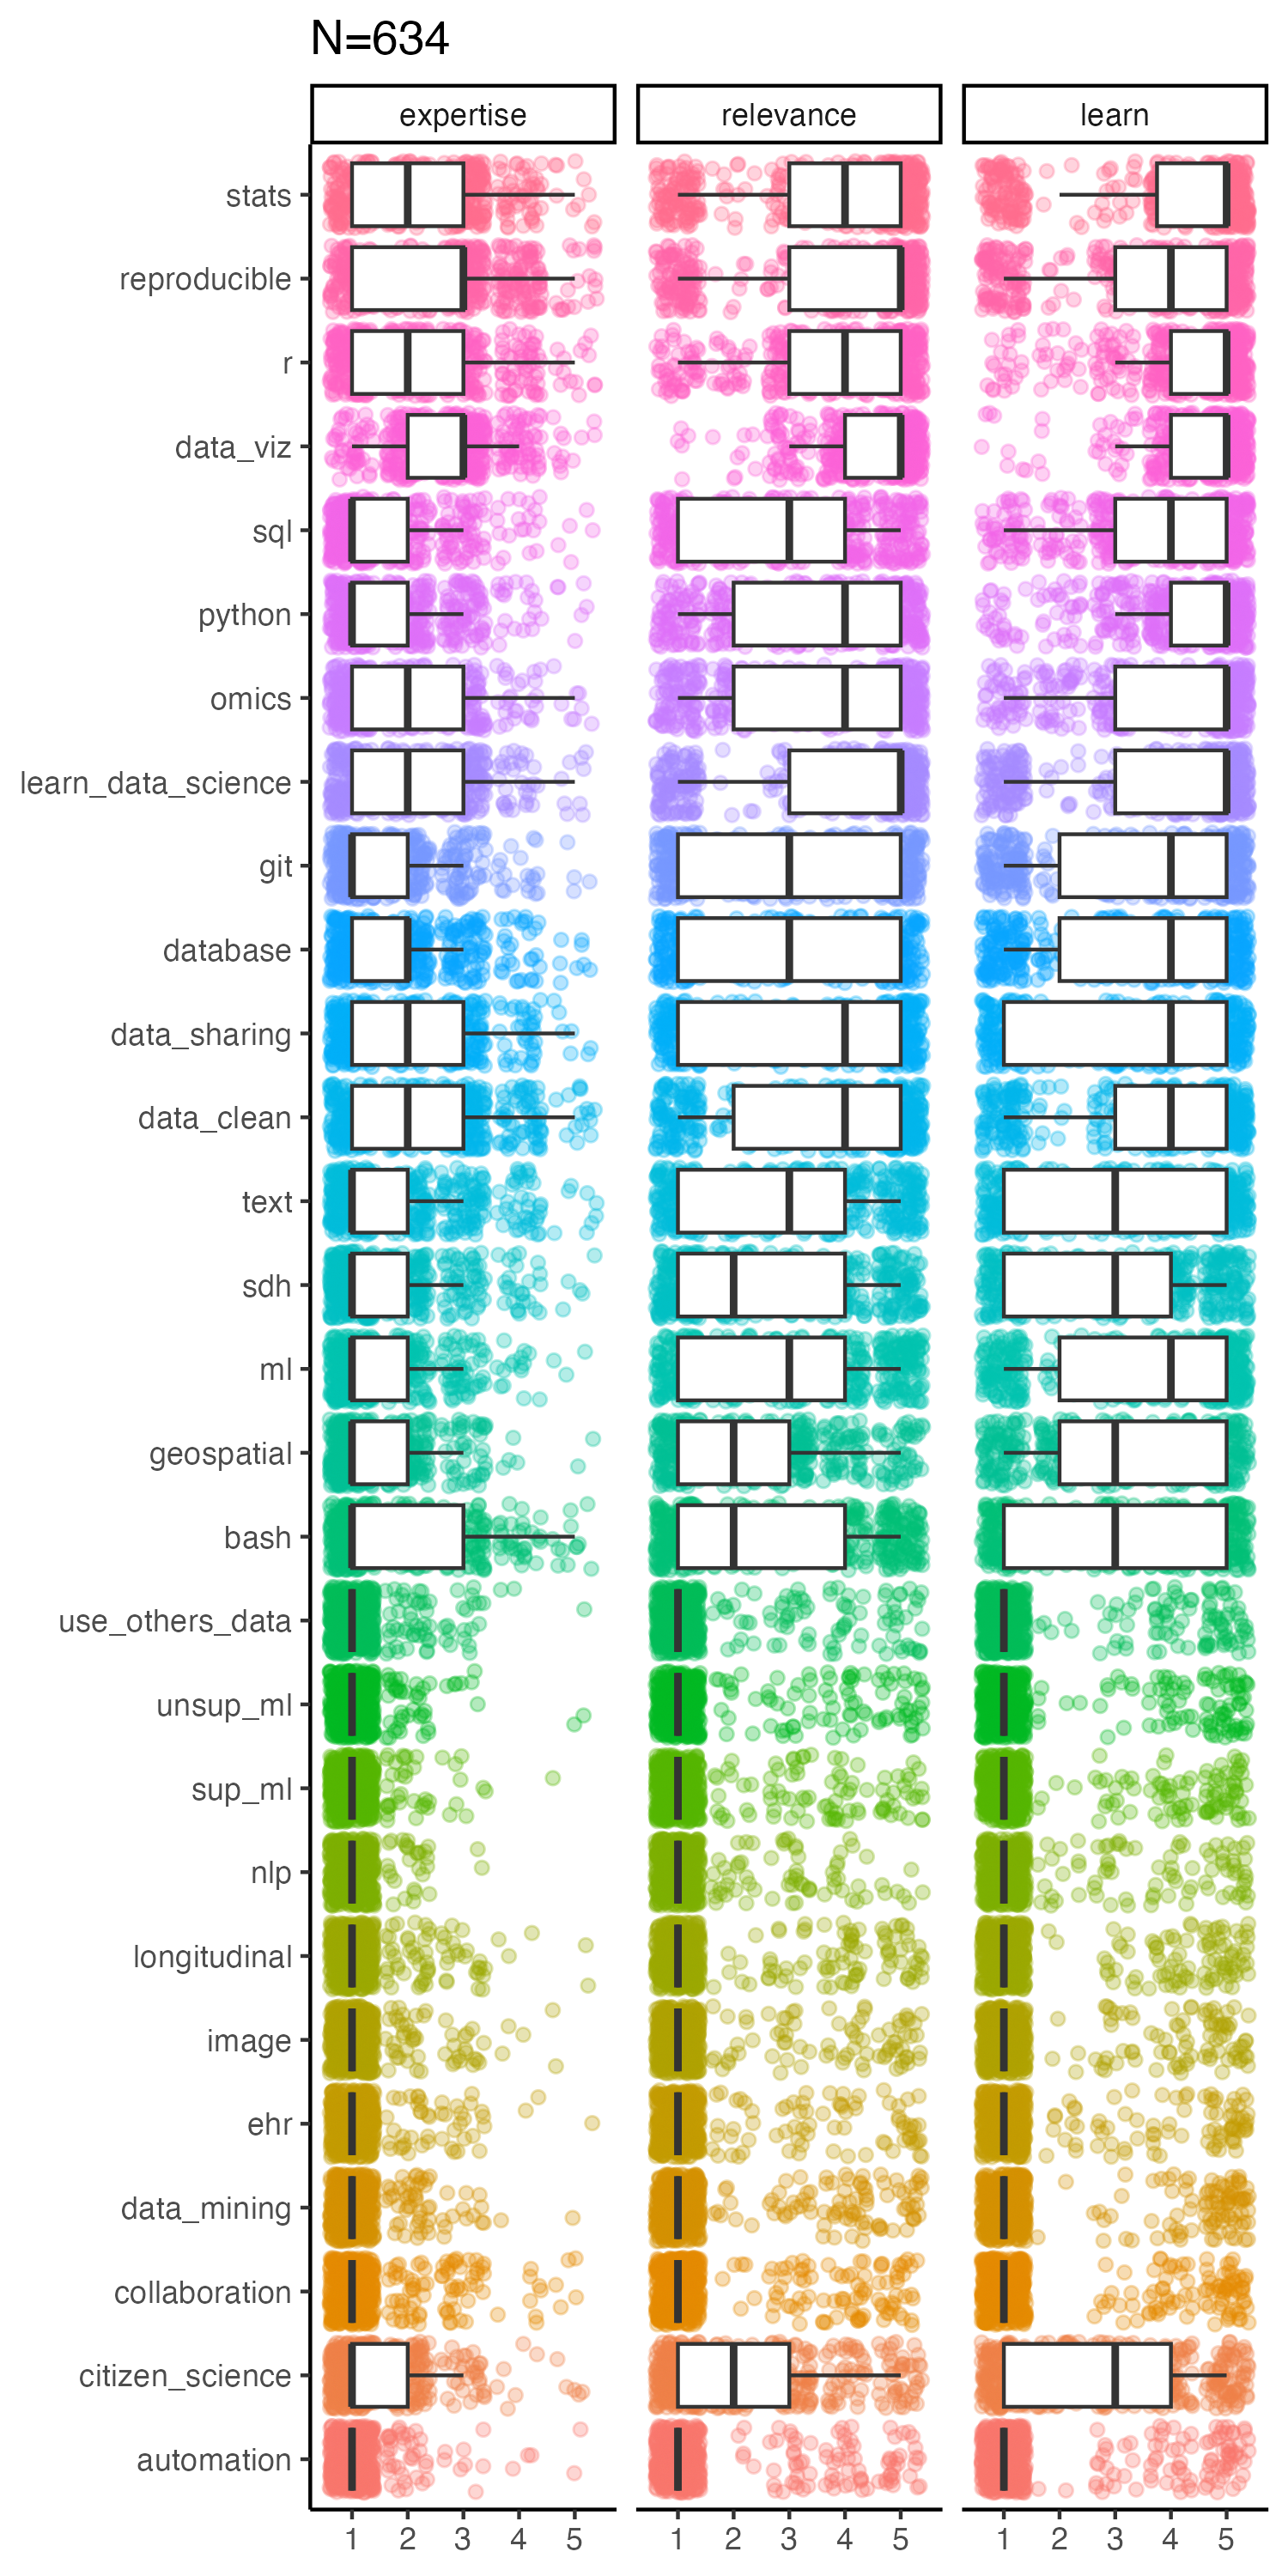 N=634
expertise relevance learn
stats
reproducible
r
data_viz
sql
python
omics
learn_data_science
git
database
data_sharing
data_clean
text
sdh
ml
geospatial
bash
use_others_data
unsup_ml
sup_ml
nlp
longitudinal
image
ehr
data_mining
collaboration
citizen_science
automation
1 2 3 4 5 1 2 3 4 5 1 2 3 4 5